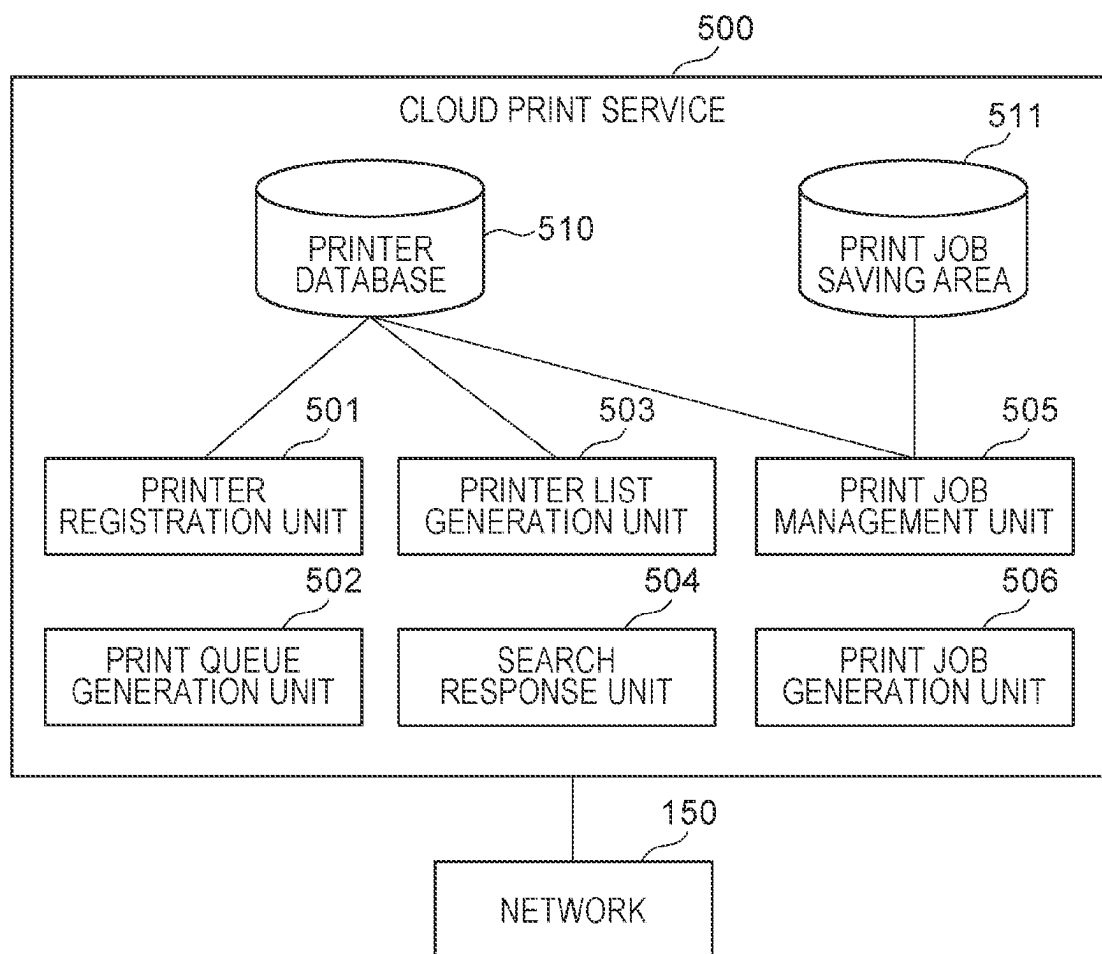 500
CLOUD PRINT SERVICE
511
PRINTER
DATABASE
510
PRINT JOB
SAVING AREA
501
503
505
PRINTER
REGISTRATION UNIT
PRINTER LIST
GENERATION UNIT
PRINT JOB
MANAGEMENT UNIT
502
504
506
PRINT QUEUE
GENERATION UNIT
SEARCH
RESPONSE UNIT
PRINT JOB
GENERATION UNIT
150
NETWORK